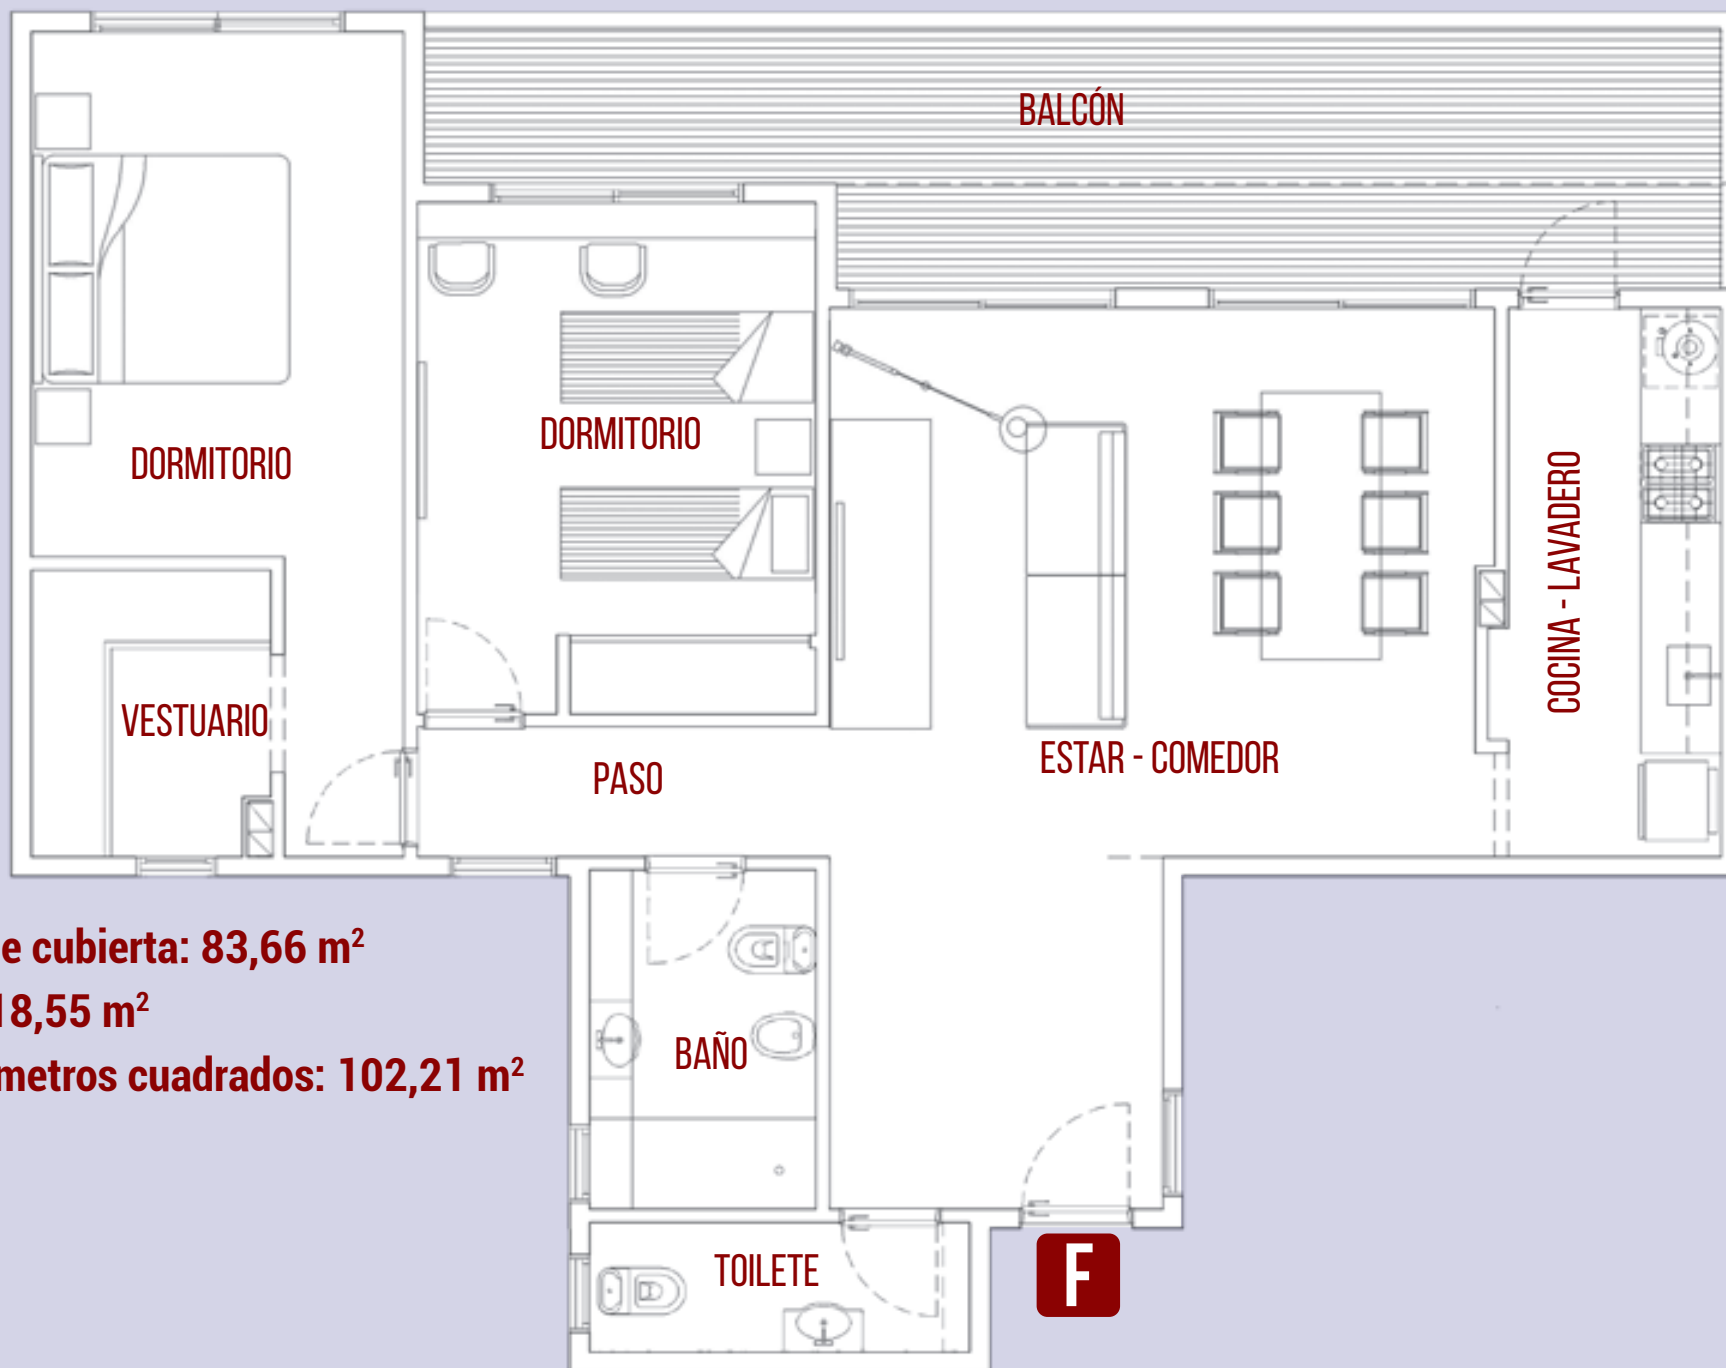 BALCÓN
DORMITORIO
DORMITORIO
COCINA - LAVADERO
VESTUARIO
PASO
ESTAR - COMEDOR
e cubierta: 83,66 m²
18,55 m²
metros cuadrados: 102,21 m²
BAÑO
TOILETE
F